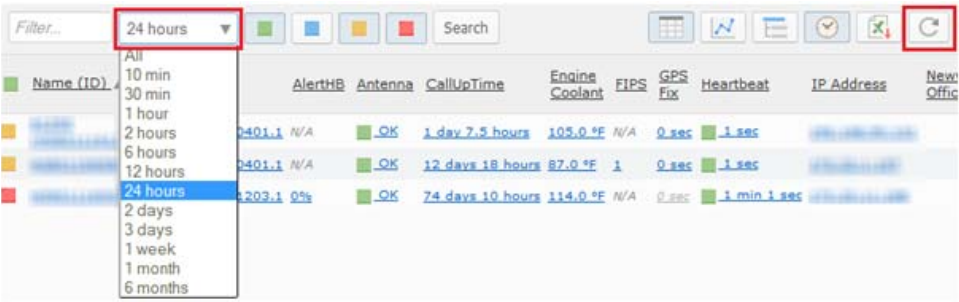 Filter... 24 hours Search
All
Name (ID) AlertHB Antenna CallUpTime Engine Coolant FIPS GPS Fix Heartbeat IP Address
10 min
30 min
1 hour
2 hours
0401.1 N/A OK 1 day 7.5 hours 105.0 °F N/A 0 sec 1 sec
6 hours
12 hours
0401.1 N/A OK 12 days 18 hours 87.0 °F 1 0 sec 1 sec
24 hours
1203.1 0% OK 74 days 10 hours 114.0 °F N/A 0 sec 1 min 1 sec
2 days
3 days
1 week
1 month
6 months